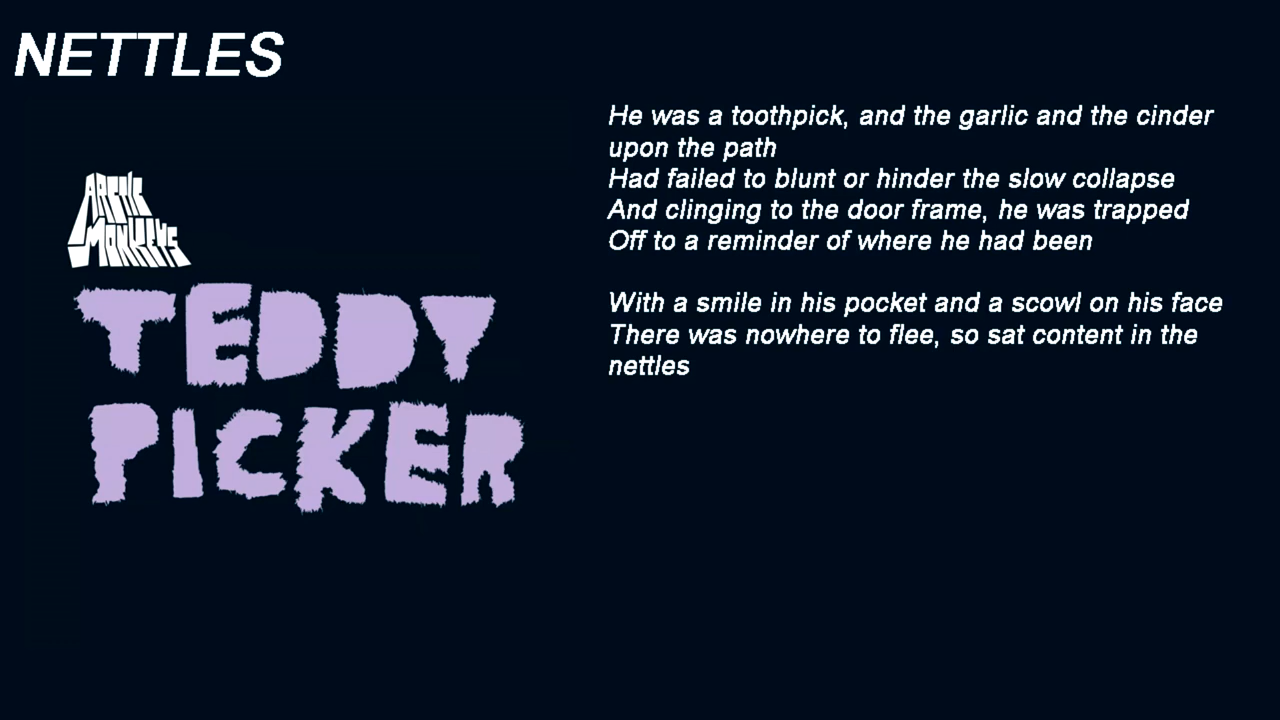 NETTLES
ARCTIC
MONKEYS
TEDDY
PICKER
He was a toothpick, and the garlic and the cinder
upon the path
Had failed to blunt or hinder the slow collapse
And clinging to the door frame, he was trapped
Off to a reminder of where he had been
With a smile in his pocket and a scowl on his face
There was nowhere to flee, so sat content in the
nettles